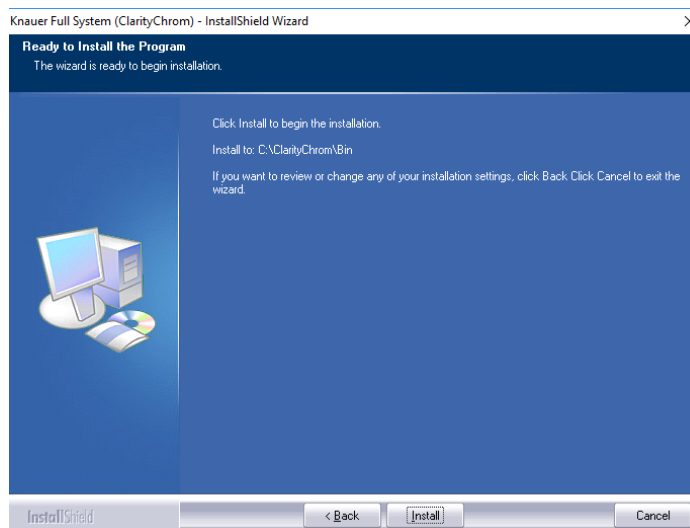 Knauer Full System (ClarityChrom) - InstallShield Wizard
Ready to Install the Program
The wizard is ready to begin installation.
Click Install to begin the installation.
Install to: C:\ClarityChrom\Bin
If you want to review or change any of your installation settings, click Back Click Cancel to exit the
wizard.
InstallShield
< Back
Install
Cancel